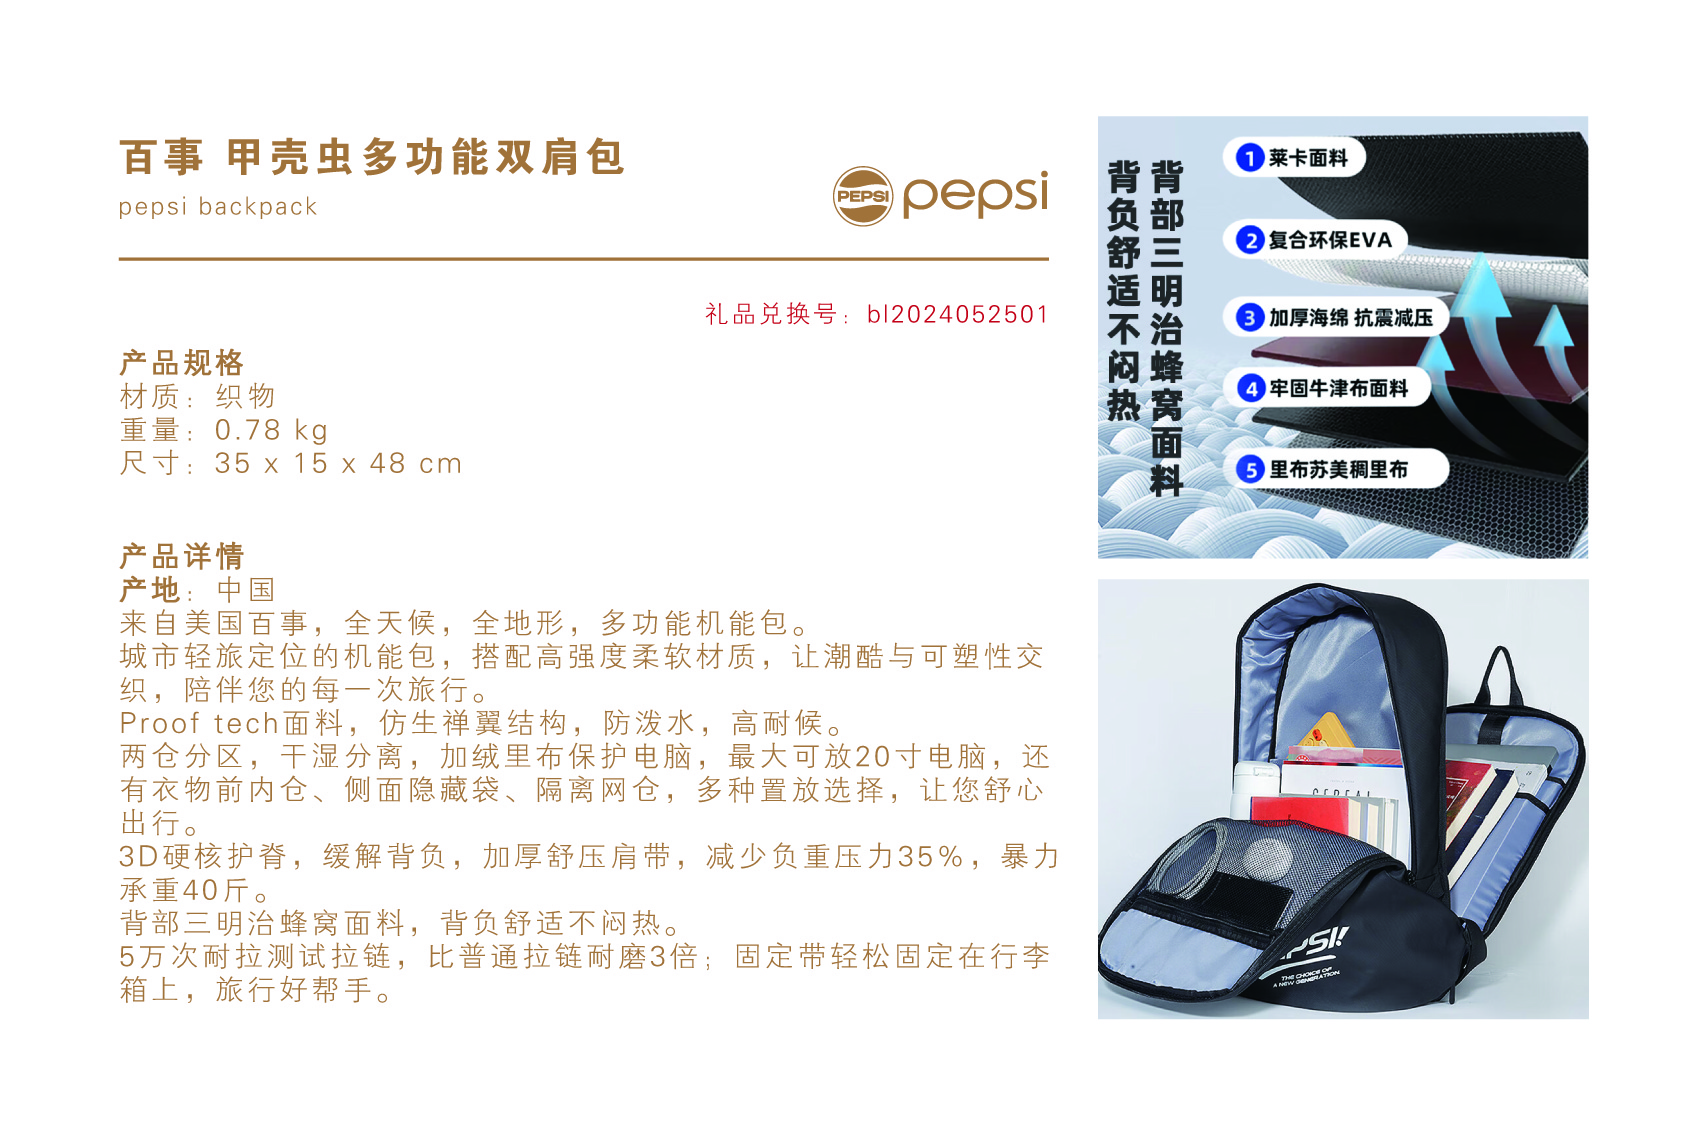 百事 甲壳虫多功能双肩包
pepsi backpack
PEPSI pepsi
礼品兑换号：bl2024052501
产品规格
材质：织物
重量：0.78 kg
尺寸：35 x 15 x 48 cm
产品详情
产地：中国
来自美国百事，全天候，全地形，多功能机能包。
城市轻旅定位的机能包，搭配高强度柔软材质，让潮酷与可塑性交
织，陪伴您的每一次旅行。
Proof tech面料，仿生禅翼结构，防泼水，高耐候。
两仓分区，干湿分离，加绒里布保护电脑，最大可放20寸电脑，还
有衣物前内仓、侧面隐藏袋、隔离网仓，多种置放选择，让您舒心
出行。
3D硬核护脊，缓解背负，加厚舒压肩带，减少负重压力35%，暴力
承重40斤。
背部三明治蜂窝面料，背负舒适不闷热。
5万次耐拉测试拉链，比普通拉链耐磨3倍；固定带轻松固定在行李
箱上，旅行好帮手。
背部三明治蜂窝面料
背负舒适不闷热
1 莱卡面料
2 复合环保EVA
3 加厚海绵 抗震减压
4 牢固牛津布面料
5 里布苏美稠里布
PSI!
THE CHOICE OF
A NEW GENERATION